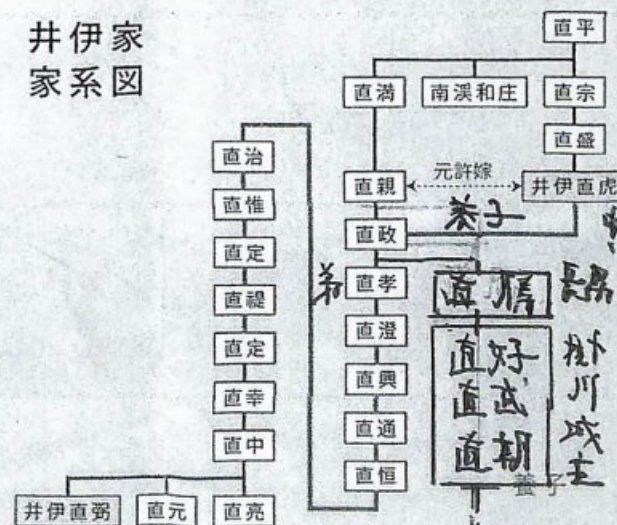 井伊家
家系図
直平
直満
南渓和庄
直宗
直盛
直親
元許嫁
井伊直虎
養子
直政
直孝
直澄
直興
直通
直恒
直勝
長男
直好
直武
直朝
掛川城主
養子
直治
直惟
直定
直禔
直定
直幸
直中
井伊直弼
直元
直亮